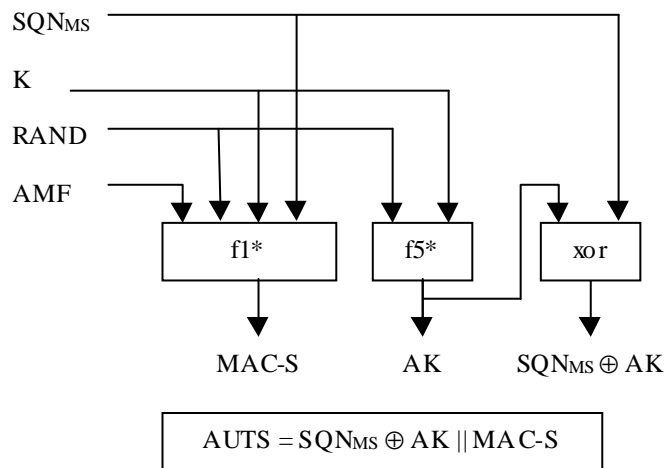 SQNMS
K
RAND
AMF
f1* f5* xor
MAC-S AK SQNMS ⊕ AK
AUTS = SQNMS ⊕ AK || MAC-S